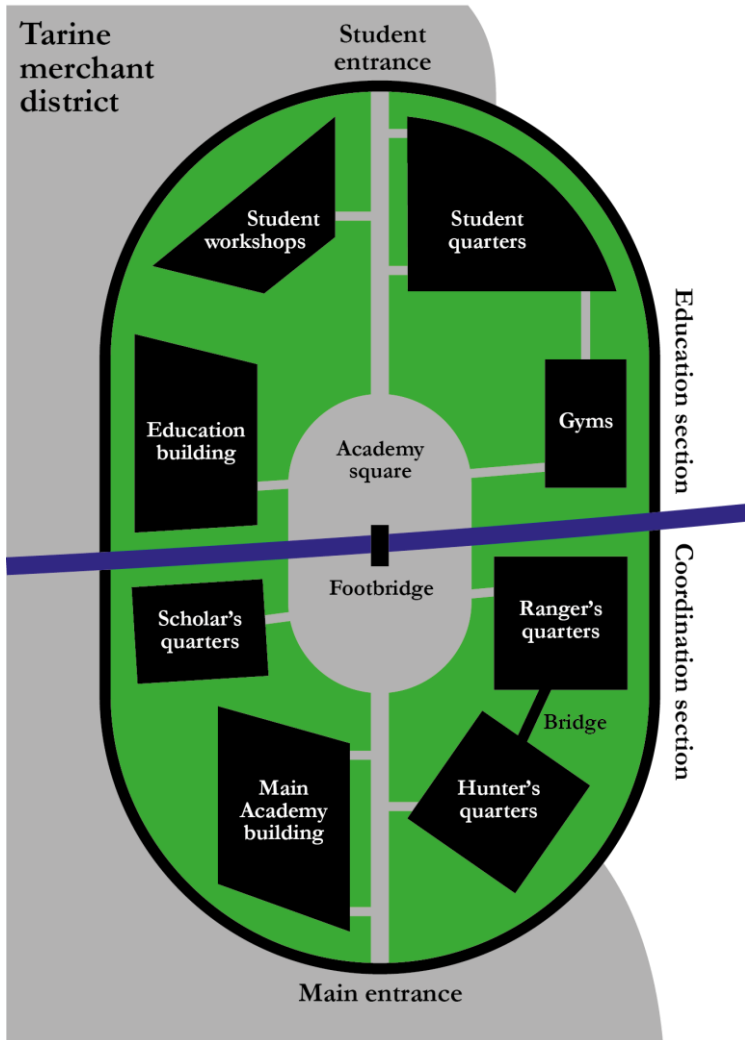 Tarine
merchant
district
Student
entrance
Student
workshops
Student
quarters
Education section
Education
building
Academy
square
Gyms
Footbridge
Coordination section
Scholar's
quarters
Ranger's
quarters
Bridge
Main
Academy
building
Hunter's
quarters
Main entrance